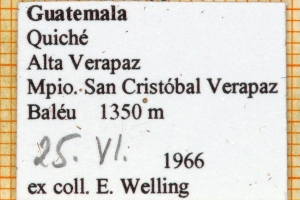 Guatemala
Quiché
Alta Verapaz
Mpio. San Cristóbal Verapaz
Baléu 1350 m
25. VI. 1966
ex coll. E. Welling